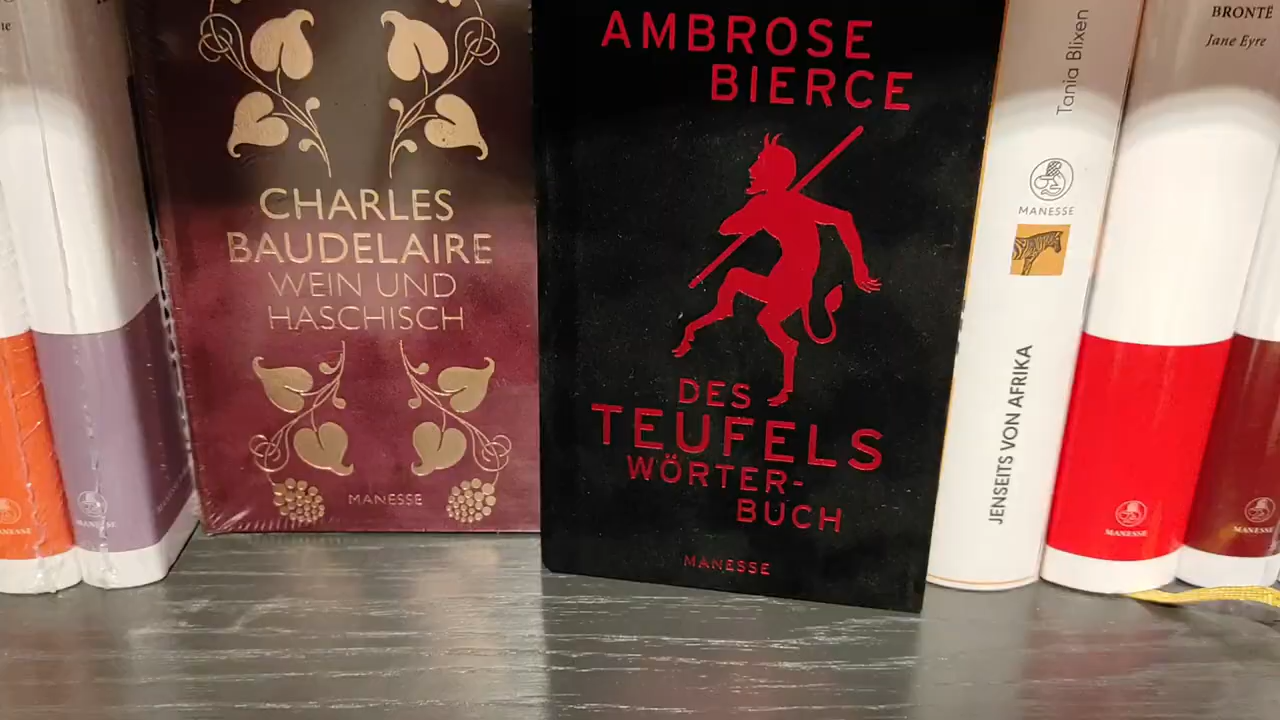 CHARLES
BAUDELAIRE
WEIN UND
HASCHISCH
MANESSE
AMBROSE
BIERCE
DES
TEUFELS
WÖRTER-
BUCH
MANESSE
Tania Blixen
MANESSE
JENSEITS VON AFRIKA
MANESSE
BRONTË
Jane Eyre
MANESSE
MANESSE
MANESSE